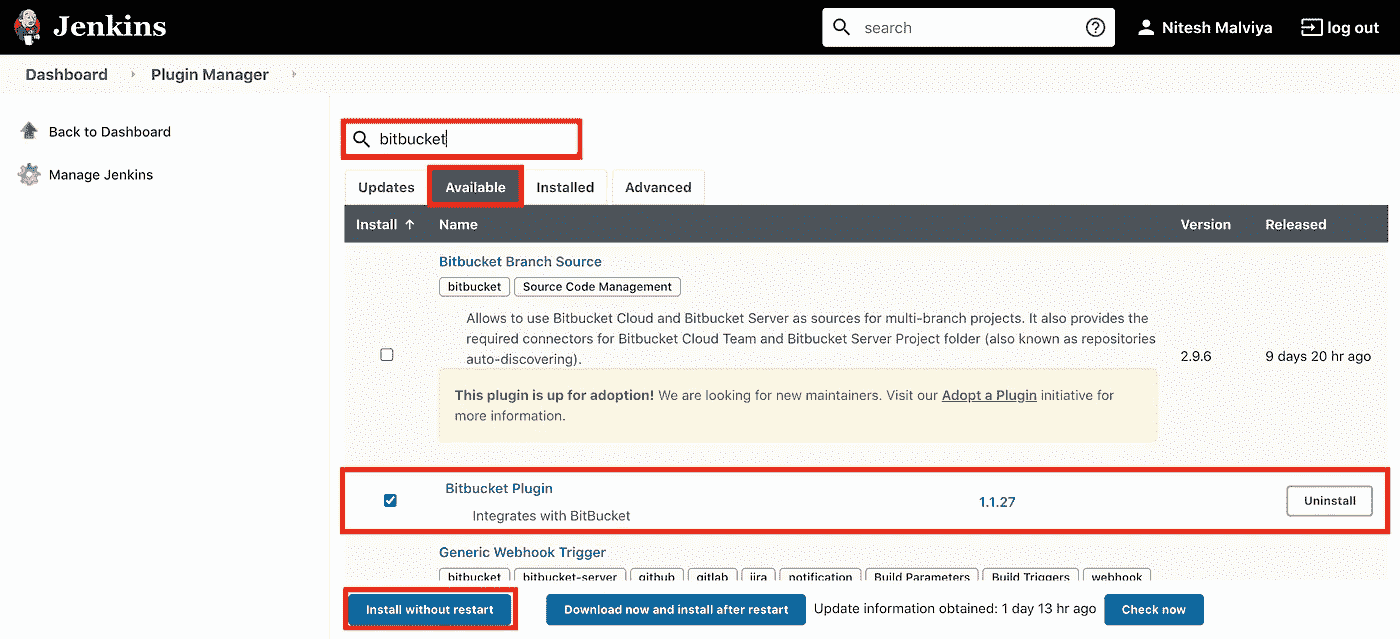 Jenkins
search
Nitesh Malviya
log out
Dashboard
Plugin Manager
Back to Dashboard
Manage Jenkins
bitbucket
Updates Available Installed Advanced
Install ↑ Name Version Released
Bitbucket Branch Source
bitbucket Source Code Management
Allows to use Bitbucket Cloud and Bitbucket Server as sources for multi-branch projects. It also provides the
required connectors for Bitbucket Cloud Team and Bitbucket Server Project folder (also known as repositories
auto-discovering).
2.9.6 9 days 20 hr ago
This plugin is up for adoption! We are looking for new maintainers. Visit our Adopt a Plugin initiative for
more information.
Bitbucket Plugin
1.1.27
Uninstall
Integrates with BitBucket
Generic Webhook Trigger
bitbucket bitbucket-server github gitlab jira notification Build Parameters Build Triggers webhook
Install without restart Download now and install after restart Update information obtained: 1 day 13 hr ago Check now